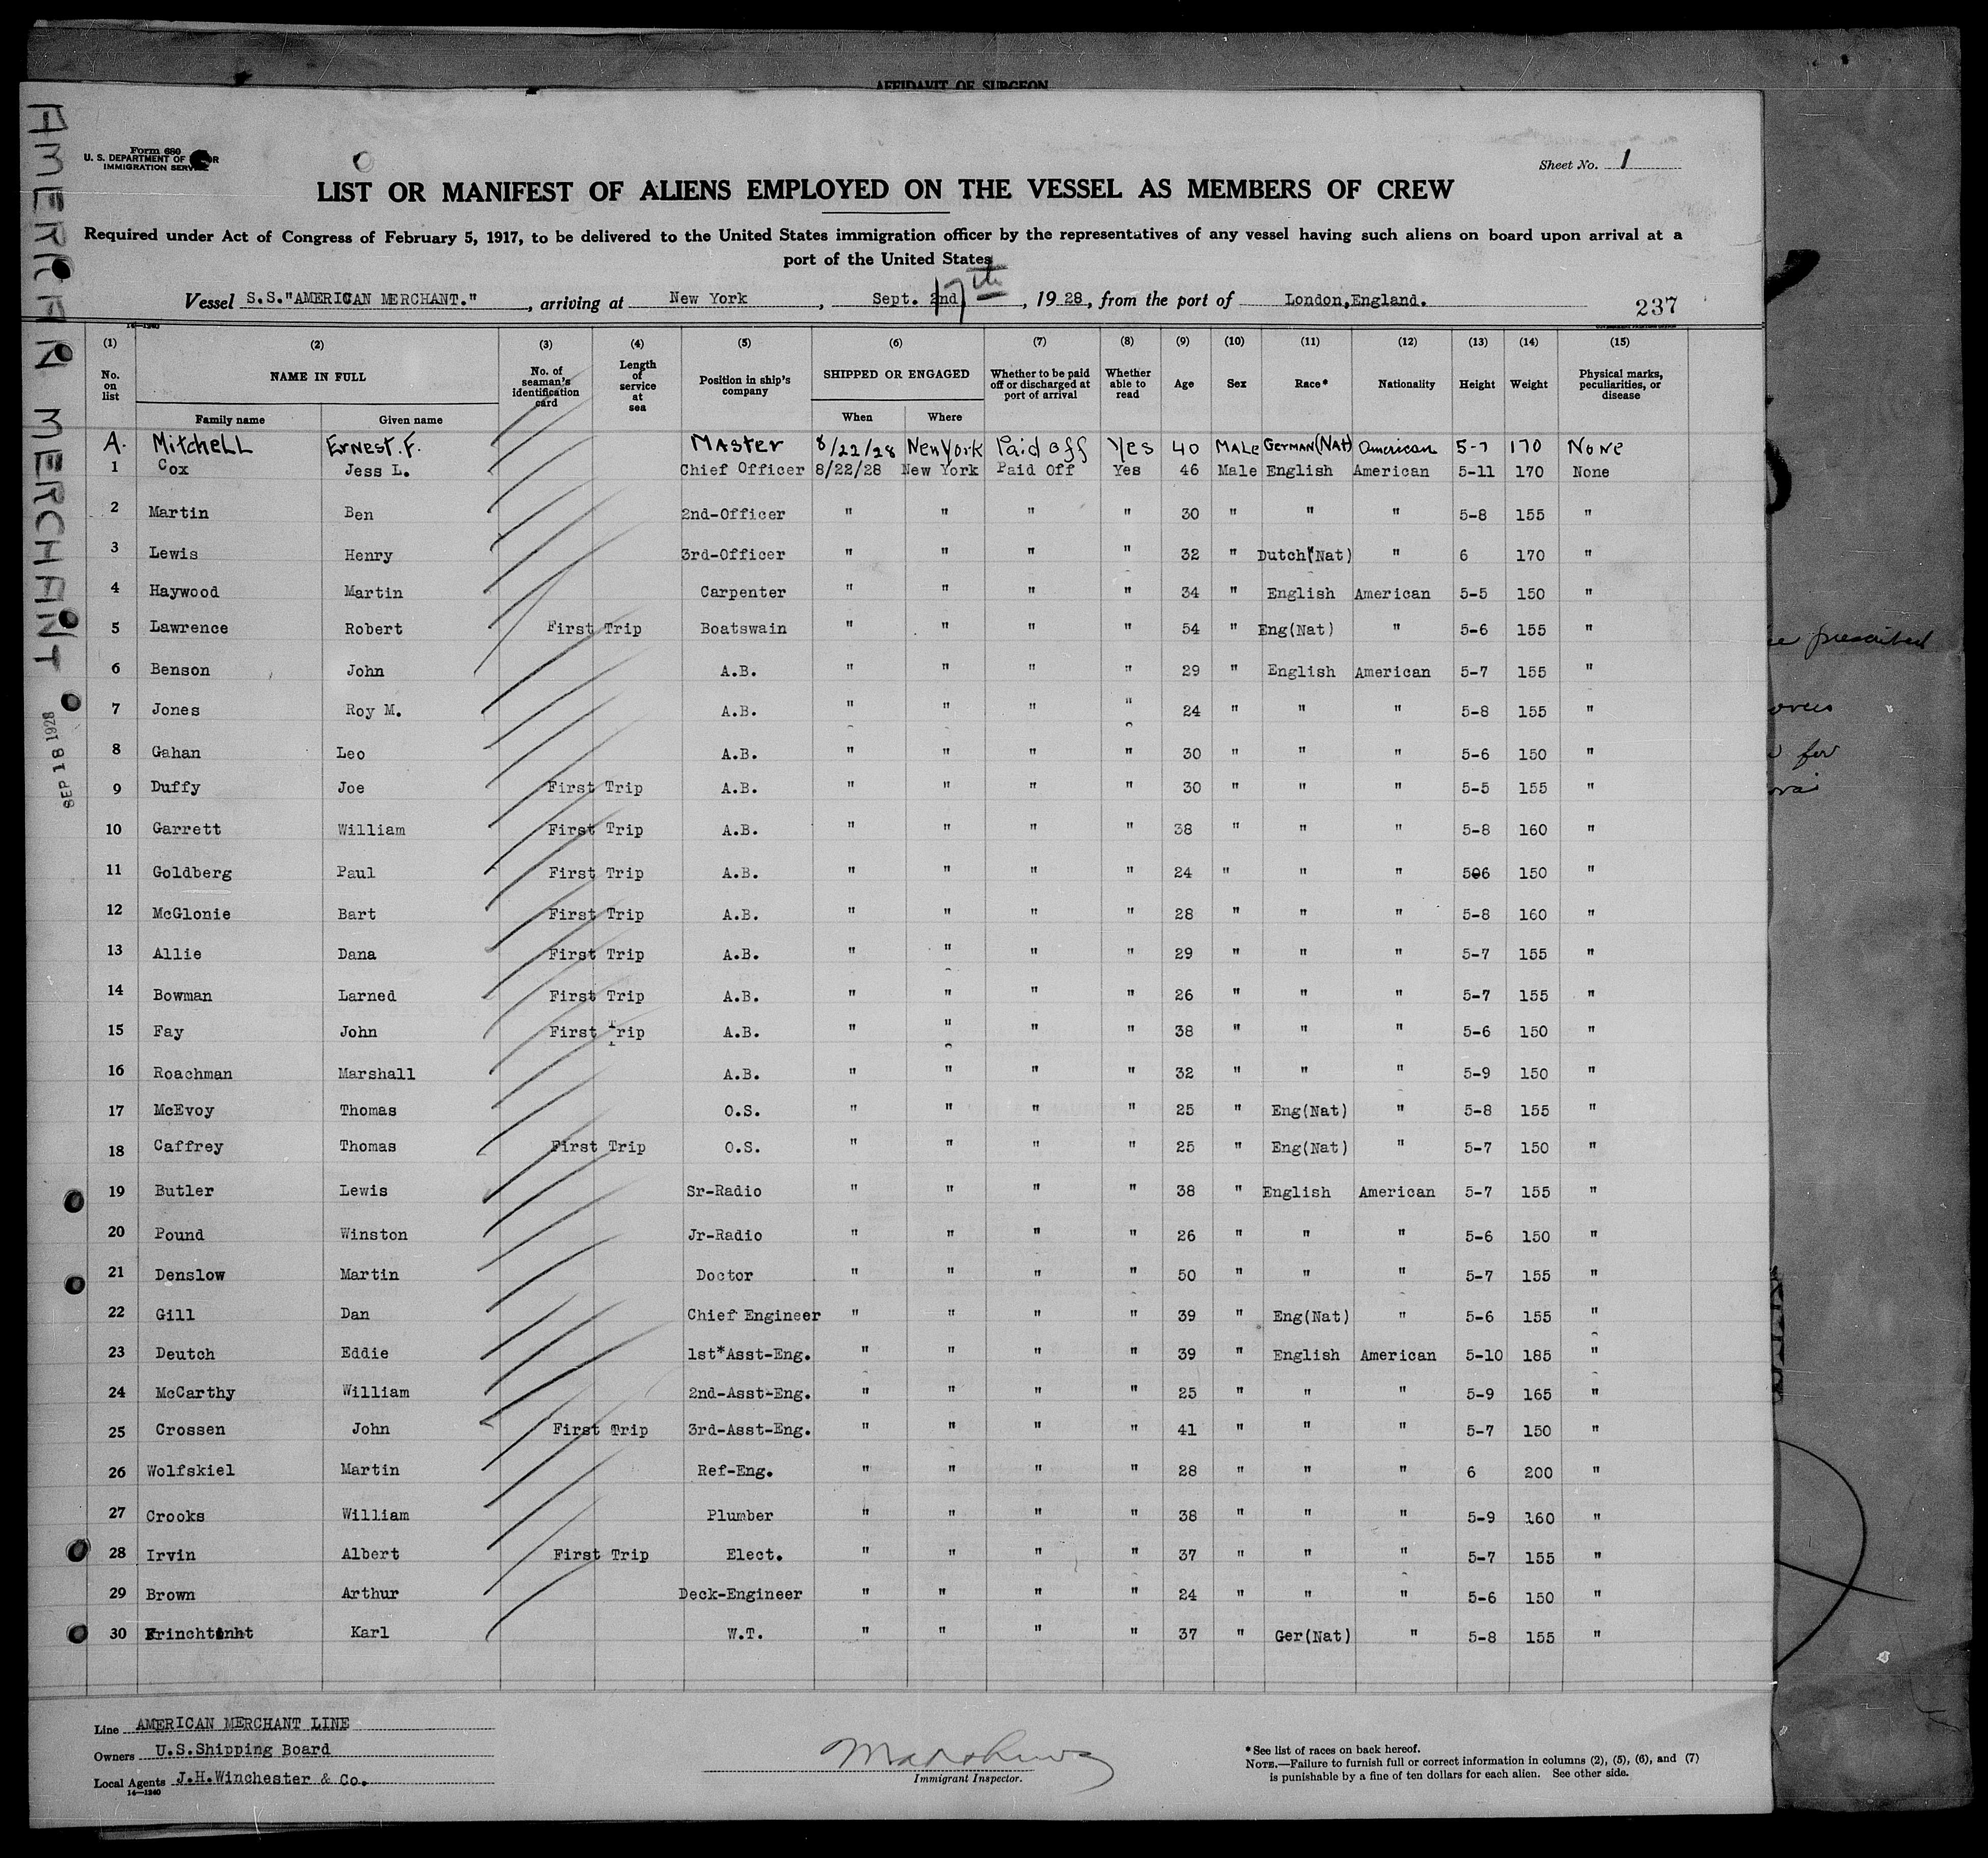 AFFIDAVIT OF SURGEON
Form 680
U. S. DEPARTMENT OF
IMMIGRATION SERVICE
Sheet No. 1
LIST OR MANIFEST OF ALIENS EMPLOYED ON THE VESSEL AS MEMBERS OF CREW
Required under Act of Congress of February 5, 1917, to be delivered to the United States immigration officer by the representatives of any vessel having such aliens on board upon arrival at a
port of the United States
Vessel S.S."AMERICAN MERCHANT." , arriving at New York , Sept. 2nd 17th , 1928, from the port of London,England.
237
AMERICAN MERCHANT
SEP 18 1928
(1) (2) (3) (4) (5) (6) (7) (8) (9) (10) (11) (12) (13) (14) (15)
No. on list NAME IN FULL No. of seaman's identification card Length of service at sea Position in ship's company SHIPPED OR ENGAGED Whether to be paid off or discharged at port of arrival Whether able to read Age Sex Race* Nationality Height Weight Physical marks, peculiarities, or disease
Family name Given name When Where
A. Mitchell Ernest.F. Master 8/22/28 New York Paid off Yes 40 Male German(Nat) American 5-7 170 None
1 Cox Jess L. Chief Officer 8/22/28 New York Paid Off Yes 46 Male English American 5-11 170 None
2 Martin Ben 2nd-Officer " " " " 30 " " " 5-8 155 "
3 Lewis Henry 3rd-Officer " " " " 32 " Dutch(Nat) " 6 170 "
4 Haywood Martin Carpenter " " " " 34 " English American 5-5 150 "
5 Lawrence Robert First Trip Boatswain " " " " 54 " Eng(Nat) " 5-6 155 "
6 Benson John A.B. " " " " 29 " English American 5-7 155 "
7 Jones Roy M. A.B. " " " " 24 " " " 5-8 155 "
8 Gahan Leo A.B. " " " " 30 " " " 5-6 150 "
9 Duffy Joe First Trip A.B. " " " " 30 " " " 5-5 155 "
10 Garrett William First Trip A.B. " " " " 38 " " " 5-8 160 "
11 Goldberg Paul First Trip A.B. " " " " 24 " " " 506 150 "
12 McGlonie Bart First Trip A.B. " " " " 28 " " " 5-8 160 "
13 Allie Dana First Trip A.B. " " " " 29 " " " 5-7 155 "
14 Bowman Larned First Trip A.B. " " " " 26 " " " 5-7 155 "
15 Fay John First Trip A.B. " " " " 38 " " " 5-6 150 "
16 Roachman Marshall A.B. " " " " 32 " " " 5-9 150 "
17 McEvoy Thomas O.S. " " " " 25 " Eng(Nat) " 5-8 155 "
18 Caffrey Thomas First Trip O.S. " " " " 25 " Eng(Nat) " 5-7 150 "
19 Butler Lewis Sr-Radio " " " " 38 " English American 5-7 155 "
20 Pound Winston Jr-Radio " " " " 26 " " " 5-6 150 "
21 Denslow Martin Doctor " " " " 50 " " " 5-7 155 "
22 Gill Dan Chief Engineer " " " " 39 " Eng(Nat) " 5-6 155 "
23 Deutch Eddie 1st*Asst-Eng. " " " " 39 " English American 5-10 185 "
24 McCarthy William 2nd-Asst-Eng. " " " " 25 " " " 5-9 165 "
25 Crossen John First Trip 3rd-Asst-Eng. " " " " 41 " " " 5-7 150 "
26 Wolfskiel Martin Ref-Eng. " " " " 28 " " " 6 200 "
27 Crooks William Plumber " " " " 38 " " " 5-9 160 "
28 Irvin Albert First Trip Elect. " " " " 37 " " " 5-7 155 "
29 Brown Arthur Deck-Engineer " " " " 24 " " " 5-6 150 "
30 Karl W.T. " " " " 37 " Ger(Nat) " 5-8 155 "
Line AMERICAN MERCHANT LINE
Owners U.S.Shipping Board
Local Agents J.H.Winchester & Co.
14—1240
Immigrant Inspector.
* See list of races on back hereof.
NOTE.—Failure to furnish full or correct information in columns (2), (5), (6), and (7)
is punishable by a fine of ten dollars for each alien. See other side.
prescribed
for